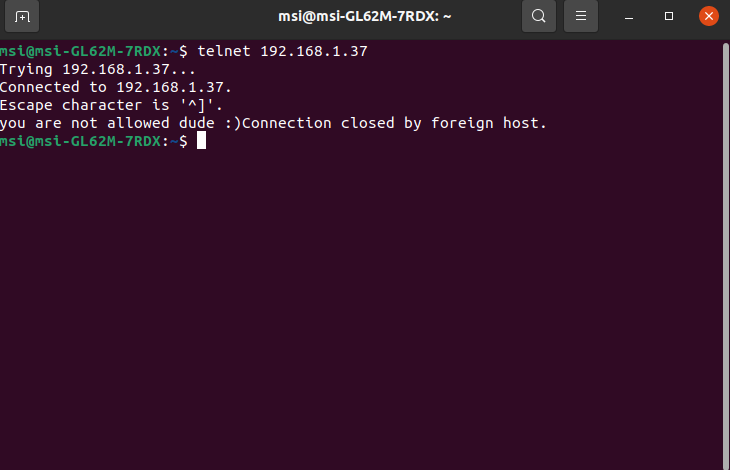 msi@msi-GL62M-7RDX: ~
msi@msi-GL62M-7RDX:~$ telnet 192.168.1.37
Trying 192.168.1.37...
Connected to 192.168.1.37.
Escape character is '^]'.
you are not allowed dude :)Connection closed by foreign host.
msi@msi-GL62M-7RDX:~$